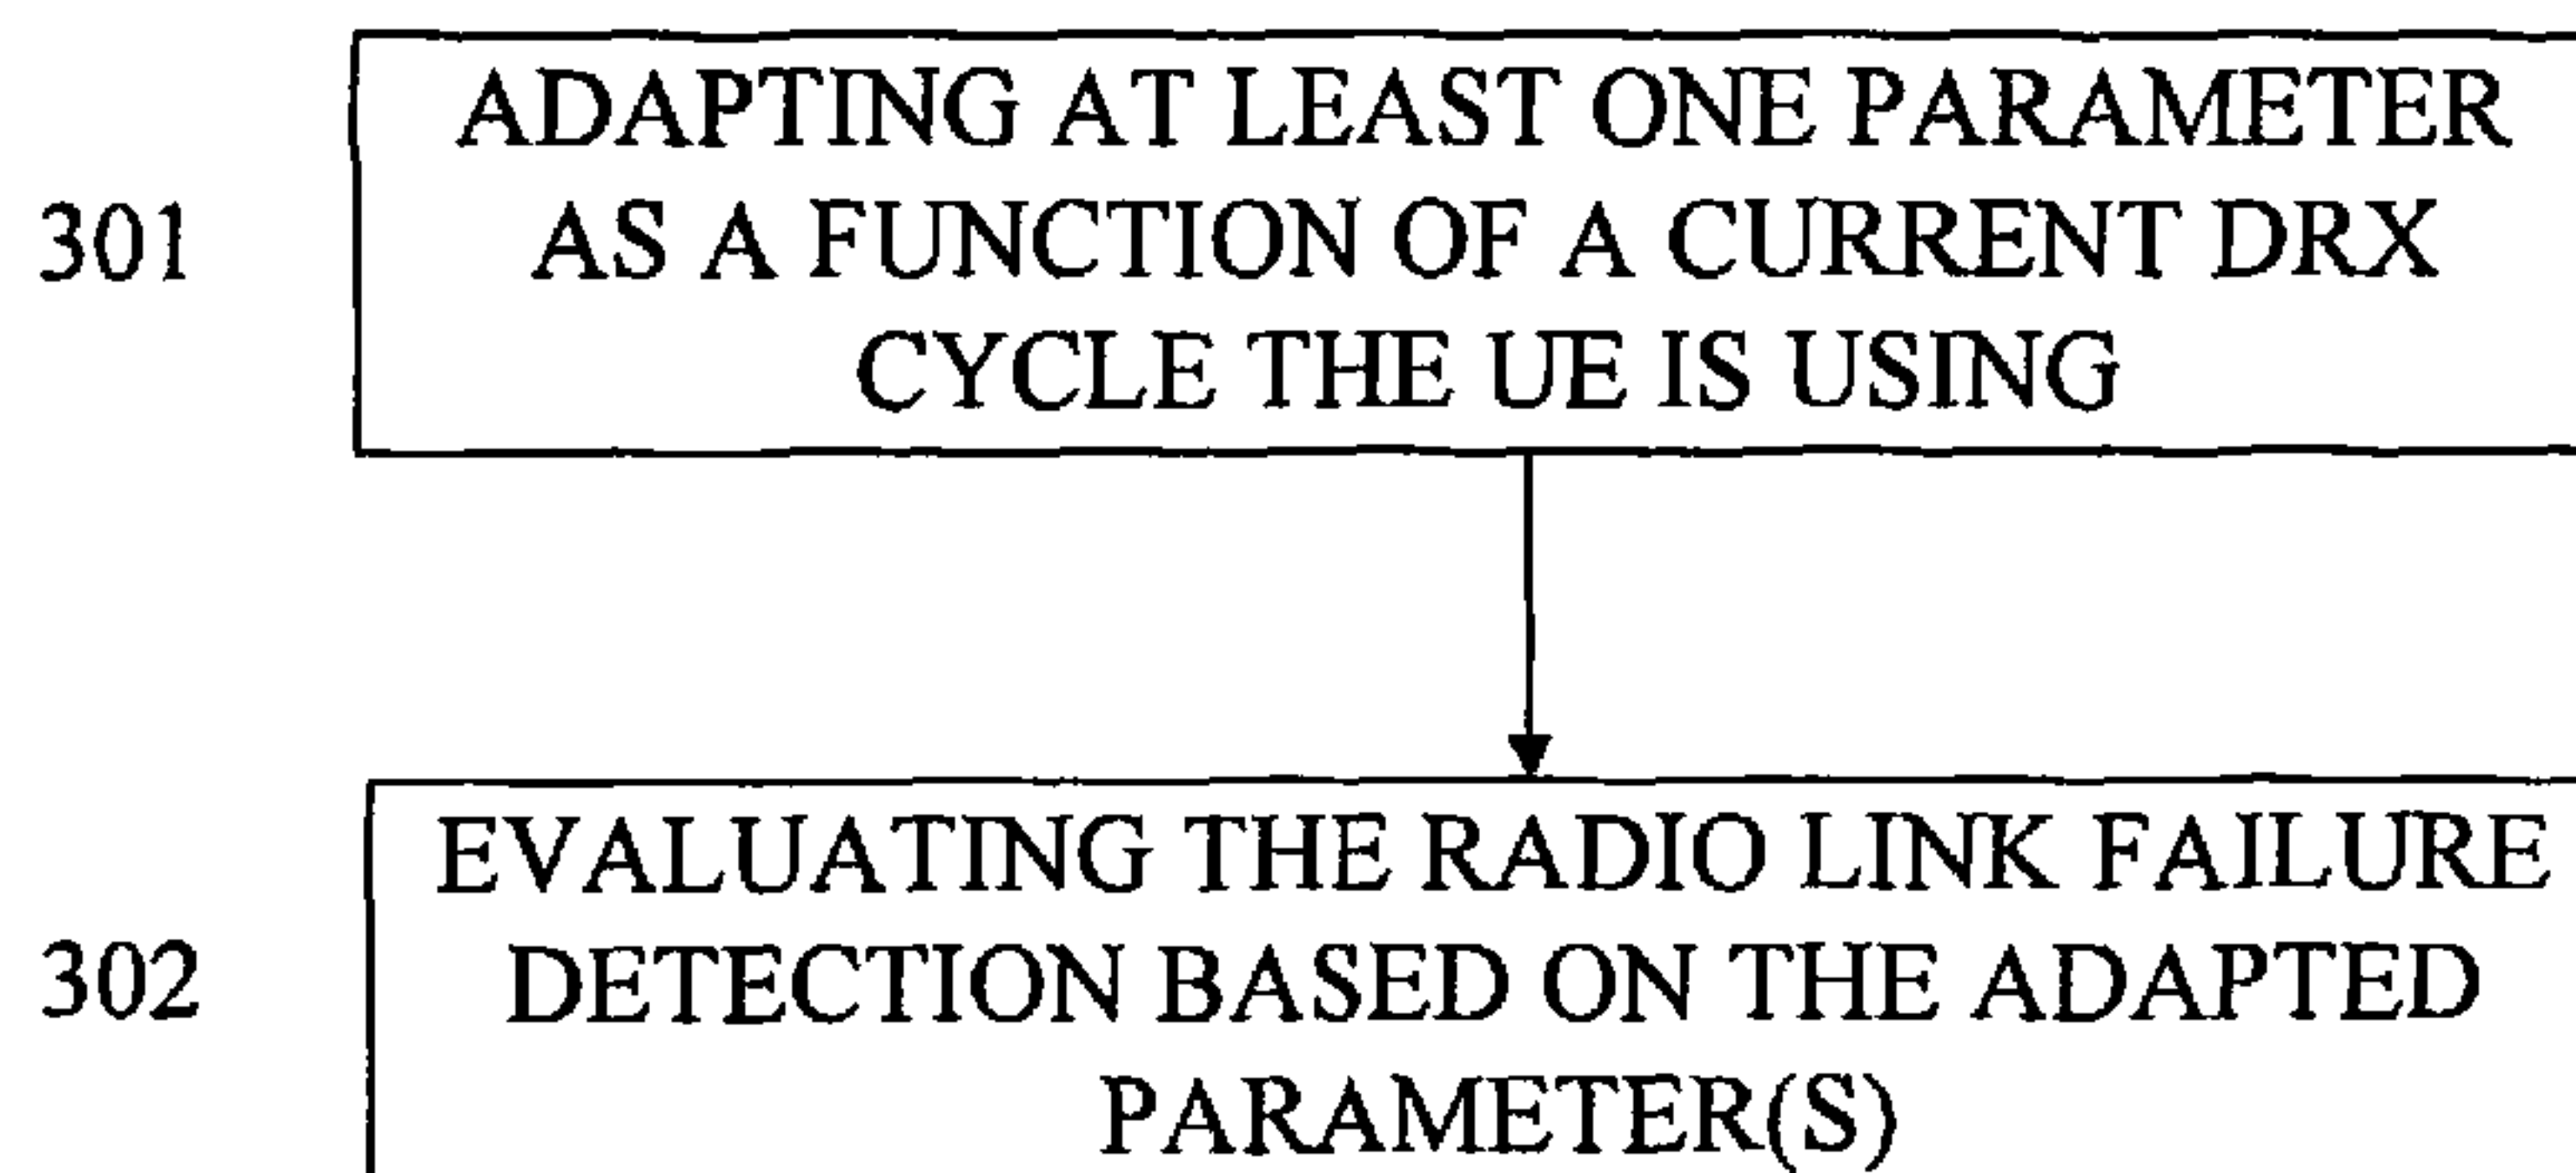 ADAPTING AT LEAST ONE PARAMETER
301 AS A FUNCTION OF A CURRENT DRX
CYCLE THE UE IS USING
EVALUATING THE RADIO LINK FAILURE
302 DETECTION BASED ON THE ADAPTED
PARAMETER(S)